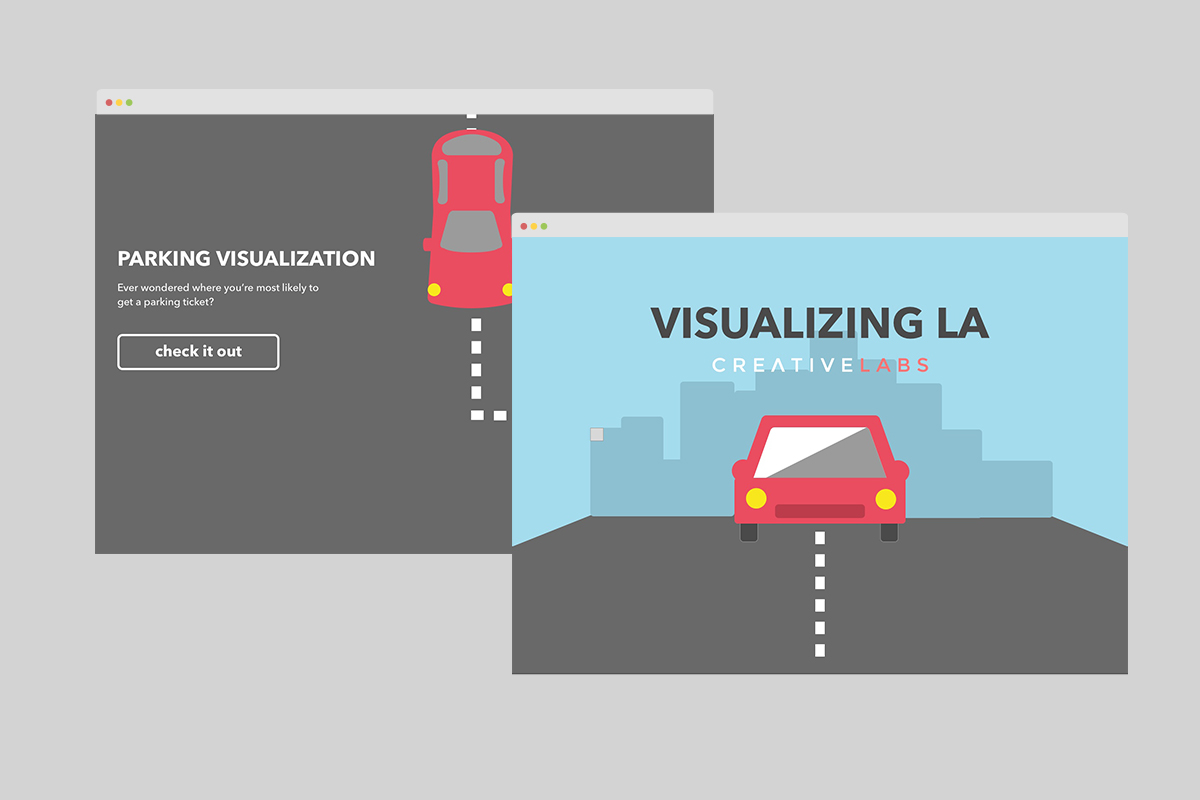 PARKING VISUALIZATION
Ever wondered where you're most likely to
get a parking ticket?
check it out
VISUALIZING LA
CREATIVELABS